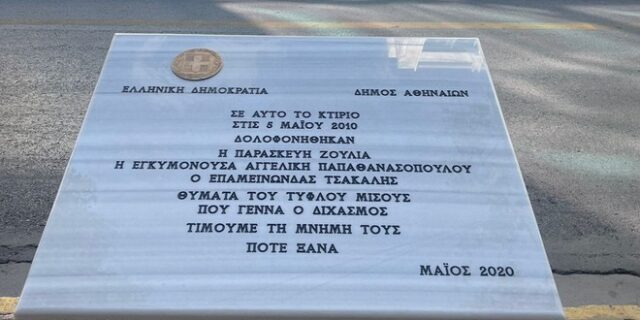 ΕΛΛΗΝΙΚΗ ΔΗΜΟΚΡΑΤΙΑ
ΔΗΜΟΣ ΑΘΗΝΑΙΩΝ
ΣΕ ΑΥΤΟ ΤΟ ΚΤΙΡΙΟ
ΣΤΙΣ 5 ΜΑΪΟΥ 2010
ΔΟΛΟΦΟΝΗΘΗΚΑΝ
Η ΠΑΡΑΣΚΕΥΗ ΖΟΥΛΙΑ
Η ΕΓΚΥΜΟΝΟΥΣΑ ΑΓΓΕΛΙΚΗ ΠΑΠΑΘΑΝΑΣΟΠΟΥΛΟΥ
Ο ΕΠΑΜΕΙΝΩΝΔΑΣ ΤΣΑΚΑΛΗΣ
ΘΥΜΑΤΑ ΤΟΥ ΤΥΦΛΟΥ ΜΙΣΟΥΣ
ΠΟΥ ΓΕΝΝΑ Ο ΔΙΧΑΣΜΟΣ
ΤΙΜΟΥΜΕ ΤΗ ΜΝΗΜΗ ΤΟΥΣ
ΠΟΤΕ ΞΑΝΑ
ΜΑΪΟΣ 2020